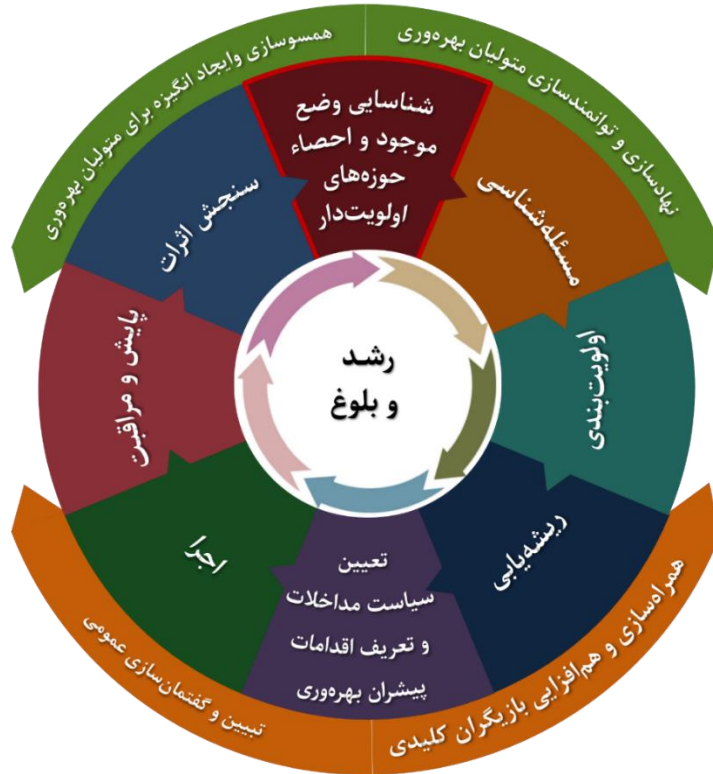 همسوسازی وایجاد انگیزه برای متولیان بهره‌وری
نهادسازی و توانمندسازی متولیان بهره‌وری
شناسایی وضع
موجود و احصاء
حوزه‌های
اولویت‌دار
مسئله‌شناسی
اولویت‌بندی
ریشه‌یابی
تعیین
سیاست مداخلات
و تعریف اقدامات
پیشران بهره‌وری
اجرا
پایش و مراقبت
سنجش اثرات
رشد
و بلوغ
همراه‌سازی و هم‌افزایی بازیگران کلیدی
تبیین و گفتمان‌سازی عمومی